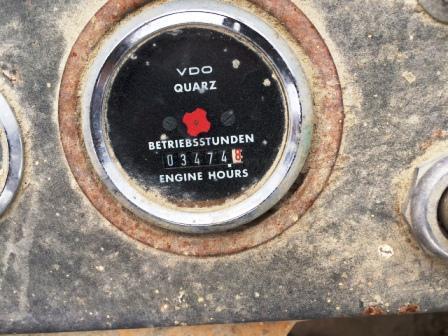 VDO
QUARZ
BETRIEBSSTUNDEN
03474
ENGINE HOURS